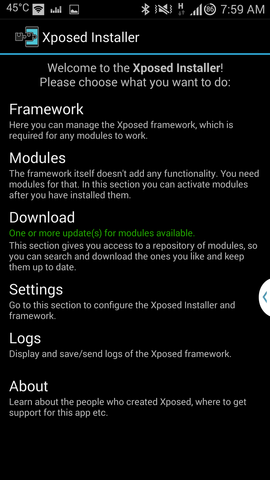 45°C
7:59 AM
Xposed Installer
Welcome to the Xposed Installer!
Please choose what you want to do:
Framework
Here you can manage the Xposed framework, which is
required for any modules to work.
Modules
The framework itself doesn't add any functionality. You need
modules for that. In this section you can activate modules
after you have installed them.
Download
One or more update(s) for modules available.
This section gives you access to a repository of modules, so
you can search and download the ones you like and keep
them up to date.
Settings
Go to this section to configure the Xposed Installer and
framework.
Logs
Display and save/send logs of the Xposed framework.
About
Learn about the people who created Xposed, where to get
support for this app etc.